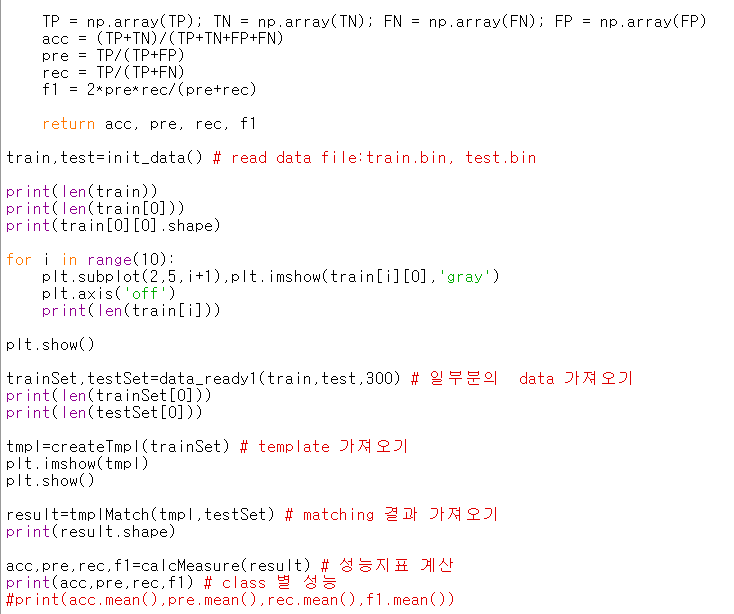 TP = np.array(TP); TN = np.array(TN); FN = np.array(FN); FP = np.array(FP)
acc = (TP+TN)/(TP+TN+FP+FN)
pre = TP/(TP+FP)
rec = TP/(TP+FN)
f1 = 2*pre*rec/(pre+rec)
return acc, pre, rec, f1
train,test=init_data() # read data file:train.bin, test.bin
print(len(train))
print(len(train[0]))
print(train[0][0].shape)
for i in range(10):
plt.subplot(2,5,i+1),plt.imshow(train[i][0],'gray')
plt.axis('off')
print(len(train[i]))
plt.show()
trainSet,testSet=data_ready1(train,test,300) # 일부분의  data 가져오기
print(len(trainSet[0]))
print(len(testSet[0]))
tmpl=createTmpl(trainSet) # template 가져오기
plt.imshow(tmpl)
plt.show()
result=tmplMatch(tmpl,testSet) # matching 결과 가져오기
print(result.shape)
acc,pre,rec,f1=calcMeasure(result) # 성능지표 계산
print(acc,pre,rec,f1) # class 별 성능
#print(acc.mean(),pre.mean(),rec.mean(),f1.mean())